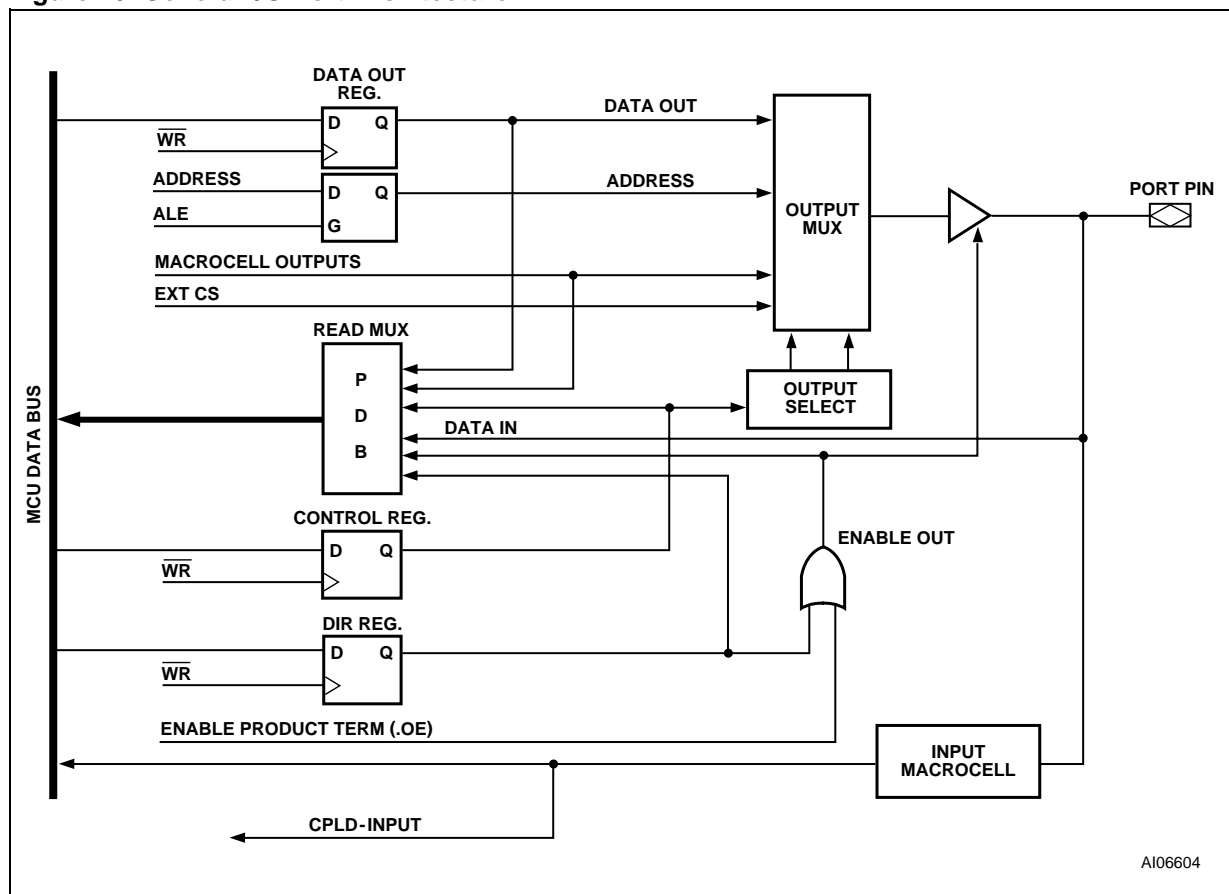 DATA OUT
REG.
D Q
WR
DATA OUT
ADDRESS
ALE
D Q
G
ADDRESS
OUTPUT
MUX
PORT PIN
MACROCELL OUTPUTS
EXT CS
READ MUX
P
D
B
OUTPUT
SELECT
DATA IN
MCU DATA BUS
CONTROL REG.
D Q
WR
ENABLE OUT
DIR REG.
D Q
WR
ENABLE PRODUCT TERM (.OE)
INPUT
MACROCELL
CPLD-INPUT
AI06604